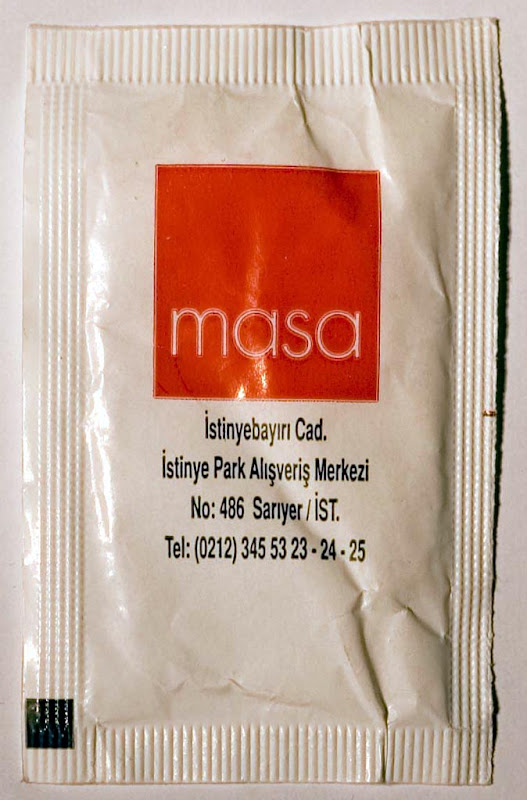 masa
İstinyebayırı Cad.
İstinye Park Alışveriş Merkezi
No: 486 Sarıyer / İST.
Tel: (0212) 345 53 23 - 24 - 25